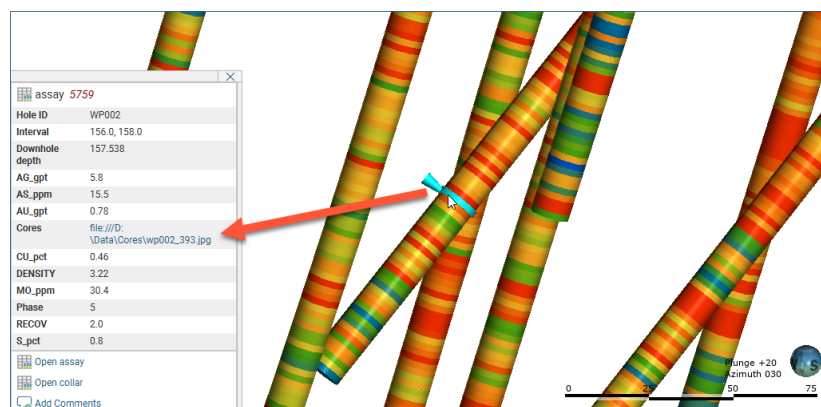 assay 5759
Hole ID WP002
Interval 156.0, 158.0
Downhole
depth 157.538
AG_gpt 5.8
AS_ppm 15.5
AU_gpt 0.78
Cores file:///D:
\Data\Cores\wp002_393.jpg
CU_pct 0.46
DENSITY 3.22
MO_ppm 30.4
Phase 5
RECOV 2.0
S_pct 0.8
Open assay
Open collar
Add Comments
Plunge +20
Azimuth 030
S
0 25 50 75